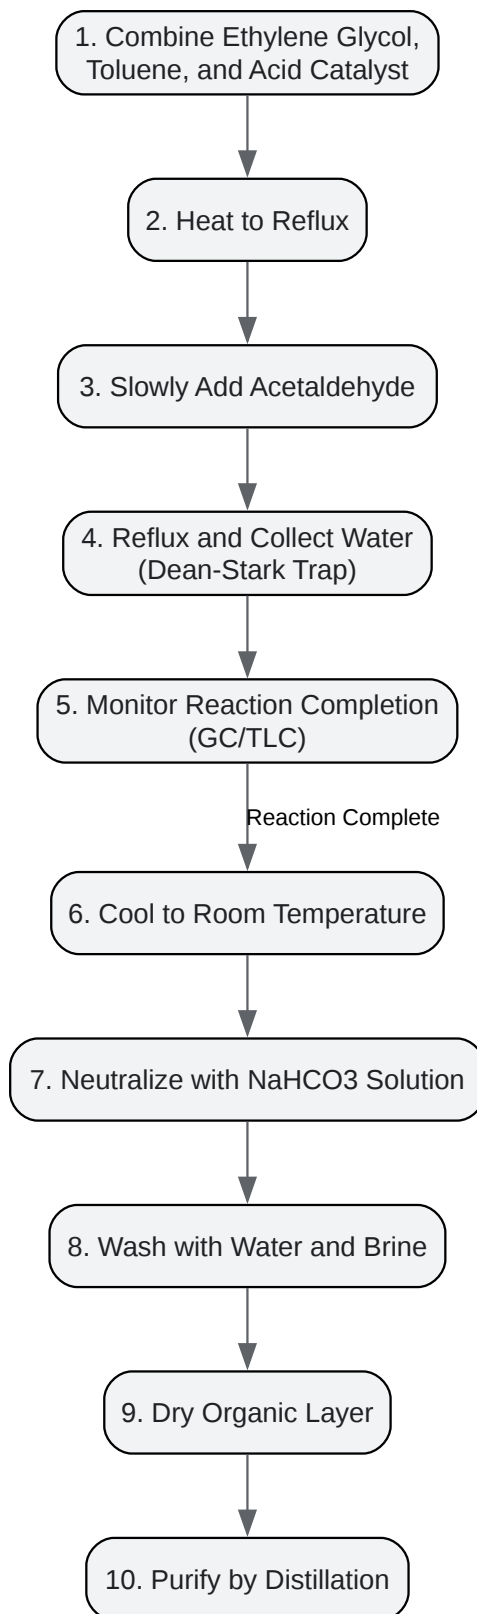 1. Combine Ethylene Glycol,
Toluene, and Acid Catalyst
2. Heat to Reflux
3. Slowly Add Acetaldehyde
4. Reflux and Collect Water
(Dean-Stark Trap)
5. Monitor Reaction Completion
(GC/TLC)
Reaction Complete
6. Cool to Room Temperature
7. Neutralize with NaHCO3 Solution
8. Wash with Water and Brine
9. Dry Organic Layer
10. Purify by Distillation